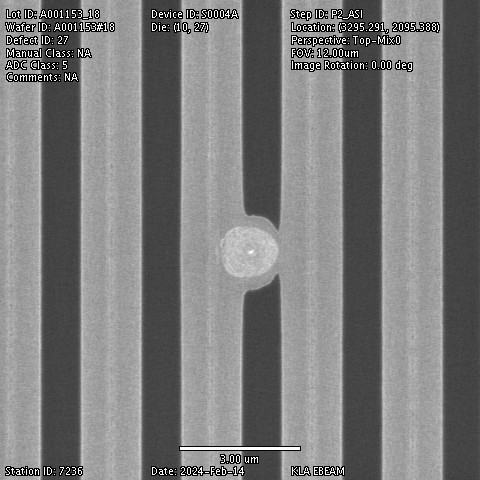 Lot ID: A001153_18 Device ID: S0004A Step ID: P2_ASI
Wafer ID: A001153#18 Die: (10, 27) Location: (3295.291, 2095.388)
Defect ID: 27 Perspective: Top-Mix0
Manual Class: NA FOV: 12.00um
ADC Class: 5 Image Rotation: 0.00 deg
Comments: NA
3.00 um
Station ID: 7236 Date: 2024-Feb-14 KLA EBEAM